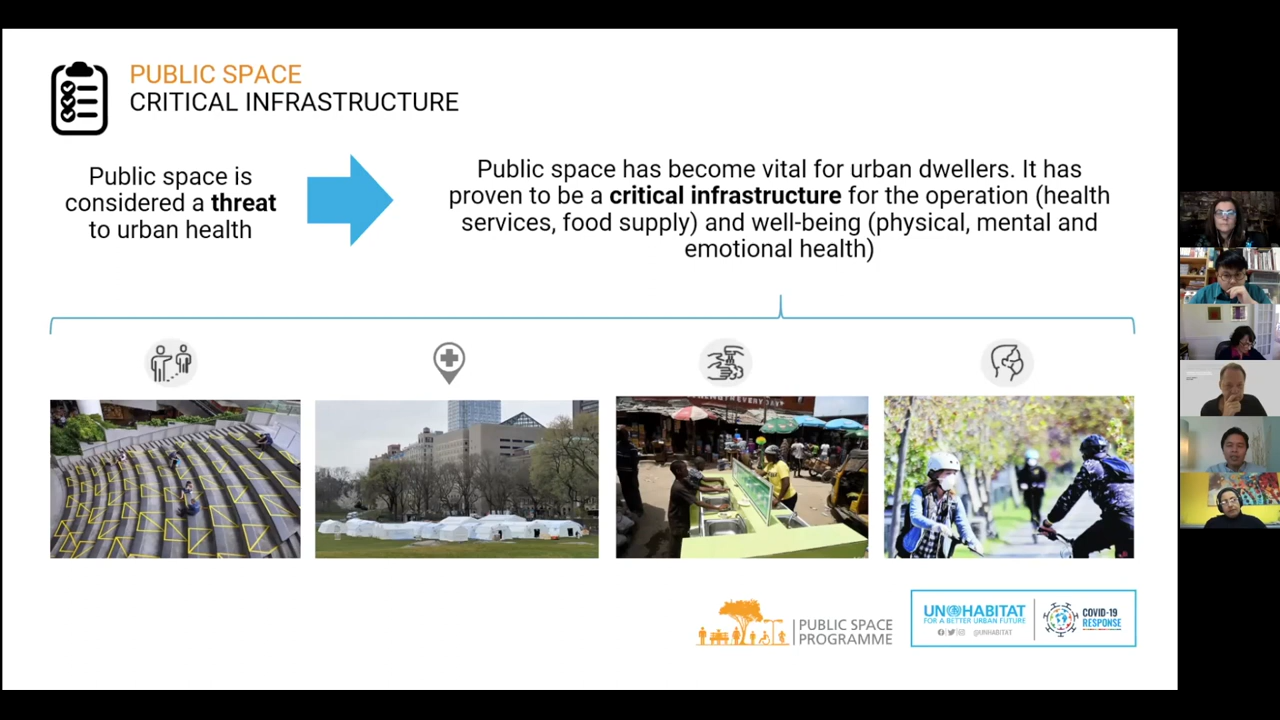 PUBLIC SPACE
CRITICAL INFRASTRUCTURE
Public space is
considered a threat
to urban health
Public space has become vital for urban dwellers. It has
proven to be a critical infrastructure for the operation (health
services, food supply) and well-being (physical, mental and
emotional health)
PUBLIC SPACE
PROGRAMME
UN HABITAT
FOR A BETTER URBAN FUTURE
@UNHABITAT
COVID-19
RESPONSE